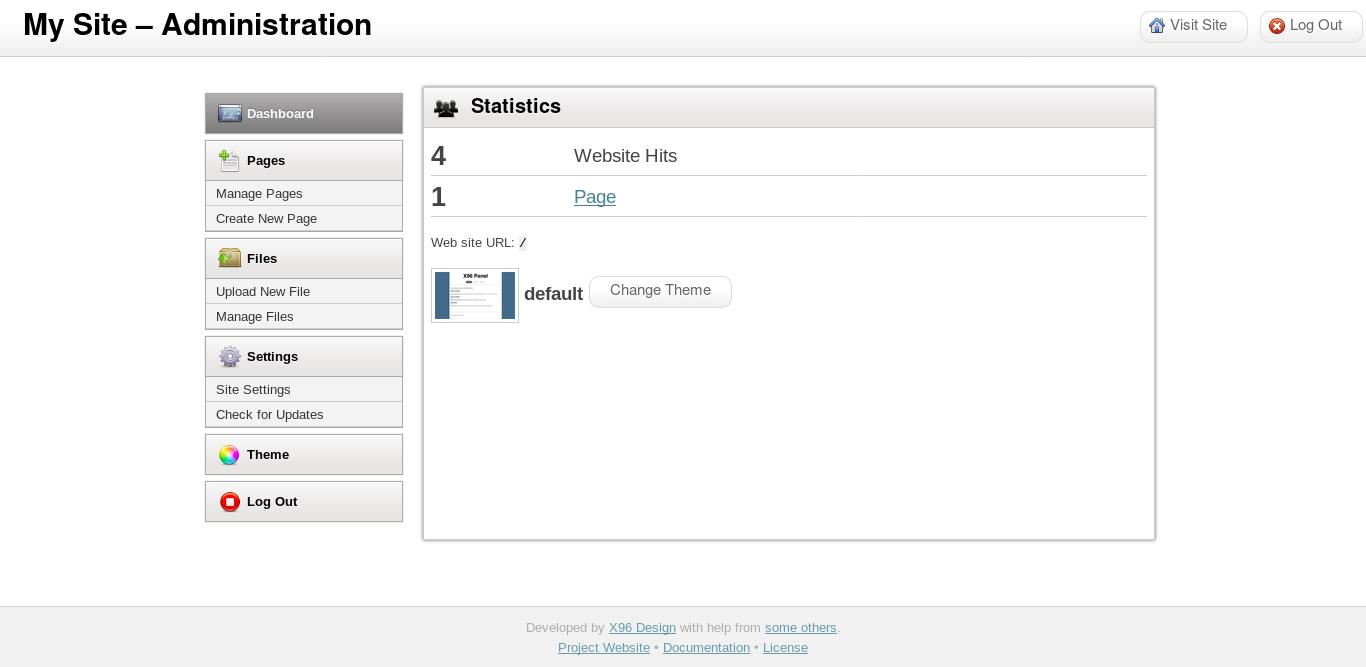 My Site – Administration
Visit Site
Log Out
Dashboard
Pages
Manage Pages
Create New Page
Files
Upload New File
Manage Files
Settings
Site Settings
Check for Updates
Theme
Log Out
Statistics
4 Website Hits
1 Page
Web site URL: /
X96 Panel
default
Change Theme
Developed by X96 Design with help from some others.
Project Website • Documentation • License